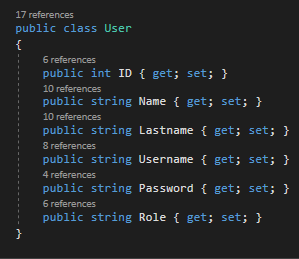 17 references
public class User
{
6 references
public int ID { get; set; }
10 references
public string Name { get; set; }
10 references
public string Lastname { get; set; }
8 references
public string Username { get; set; }
4 references
public string Password { get; set; }
6 references
public string Role { get; set; }
}